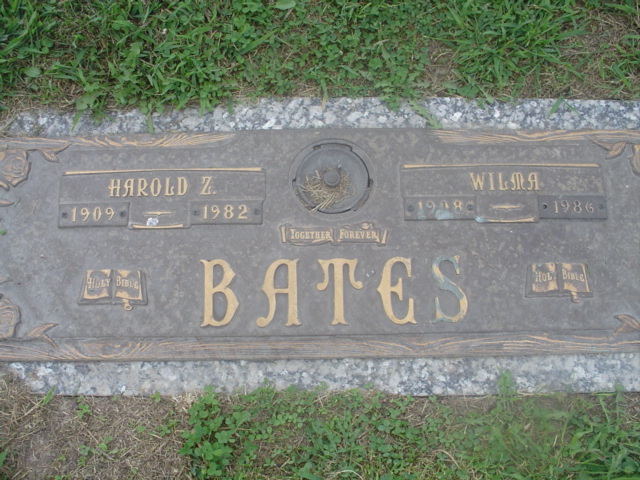 HAROLD Z.
1909 1982
WILMA
1908 1986
TOGETHER FOREVER
HOLY BIBLE
HOLY BIBLE
BATES